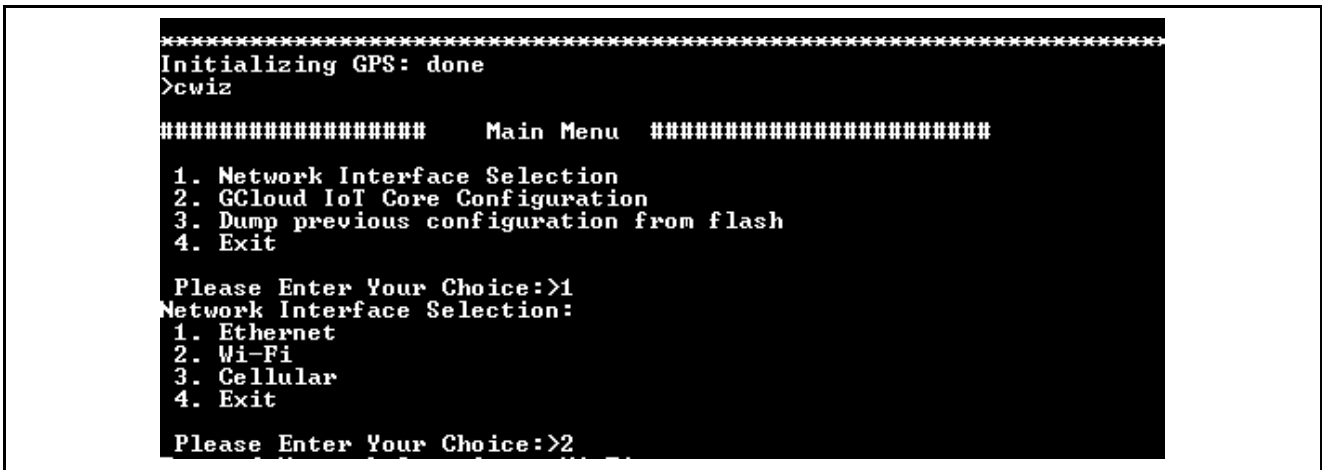 ********************************************************************
Initializing GPS: done
>cwiz
################## Main Menu #######################
1. Network Interface Selection
2. GCloud IoT Core Configuration
3. Dump previous configuration from flash
4. Exit
Please Enter Your Choice:>1
Network Interface Selection:
1. Ethernet
2. Wi-Fi
3. Cellular
4. Exit
Please Enter Your Choice:>2